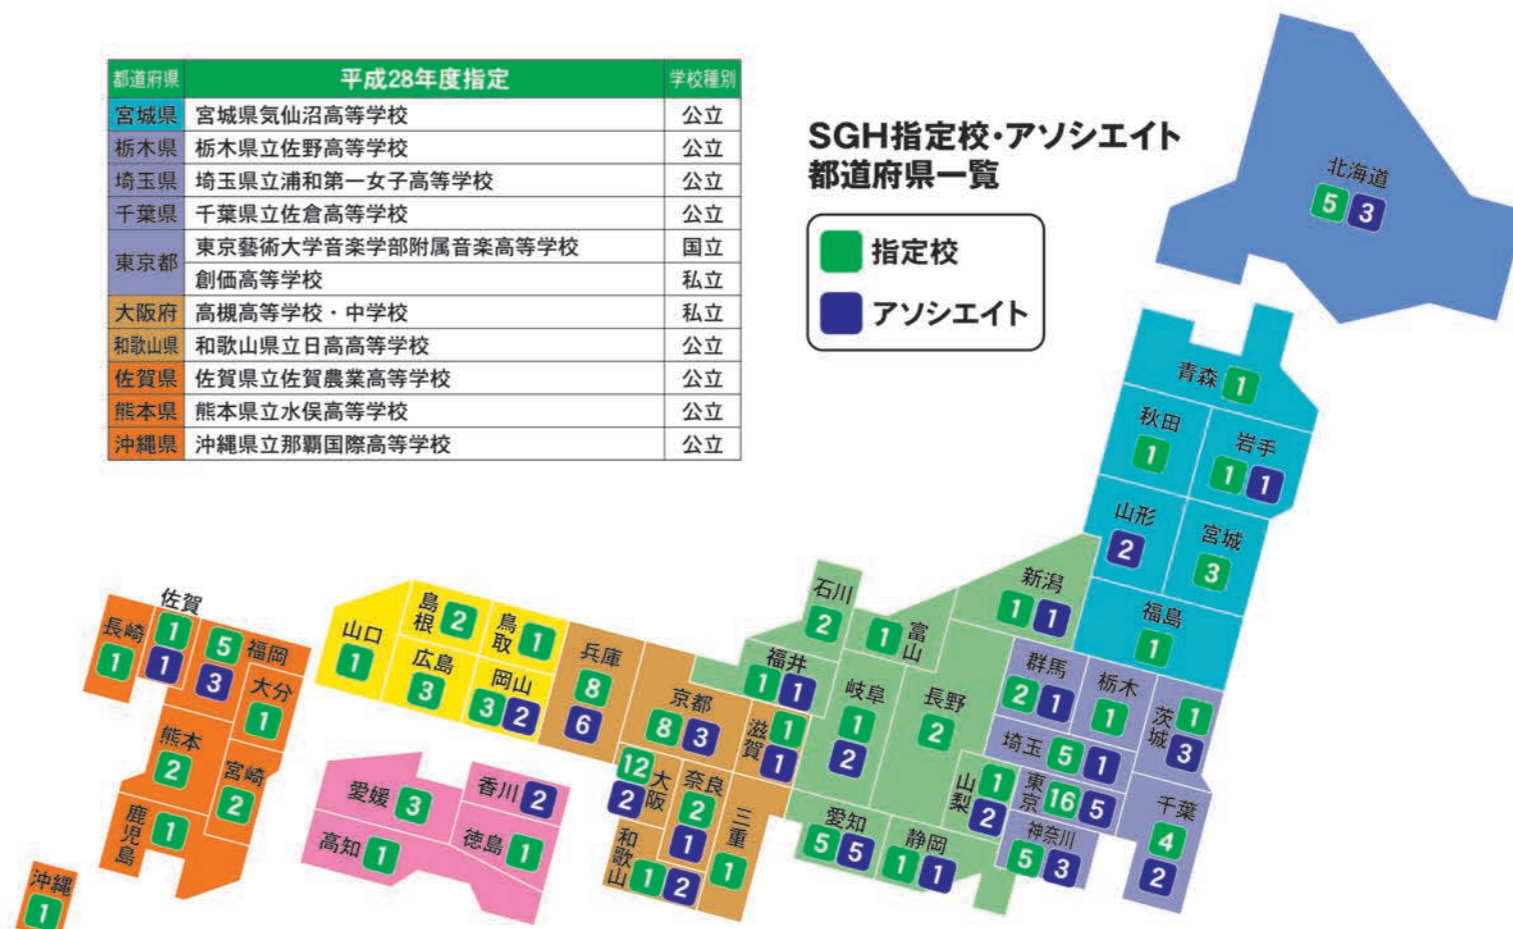 都道府県 平成28年度指定 学校種別
宮城県 宮城県気仙沼高等学校 公立
栃木県 栃木県立佐野高等学校 公立
埼玉県 埼玉県立浦和第一女子高等学校 公立
千葉県 千葉県立佐倉高等学校 公立
東京都 東京藝術大学音楽学部附属音楽高等学校 国立
創価高等学校 私立
大阪府 高槻高等学校・中学校 私立
和歌山県 和歌山県立日高高等学校 公立
佐賀県 佐賀県立佐賀農業高等学校 公立
熊本県 熊本県立水俣高等学校 公立
沖縄県 沖縄県立那覇国際高等学校 公立
SGH指定校・アソシエイト
都道府県一覧
指定校
アソシエイト
北海道
5 3
青森 1
秋田
1
岩手
1 1
山形
2
宮城
3
福島
1
新潟
1 1
石川
2
富山
1
福井
1 1
岐阜
1
2
長野
2
群馬
2 1
栃木
1
茨城
1
3
埼玉 5 1
東京 16 5
千葉
4
2
神奈川
5 3
山梨
1
2
愛知
5 5
静岡
1 1
滋賀
1
1
京都
8 3
兵庫
8
6
大阪
12
2
奈良
2
1
三重
1
和歌山
1 2
鳥取 1
島根 2
岡山
3 2
広島
3
山口
1
香川 2
愛媛 3
徳島 1
高知 1
福岡
5
3
佐賀
1
1
長崎
1
大分
1
熊本
2
宮崎
2
鹿児島
1
沖縄
1